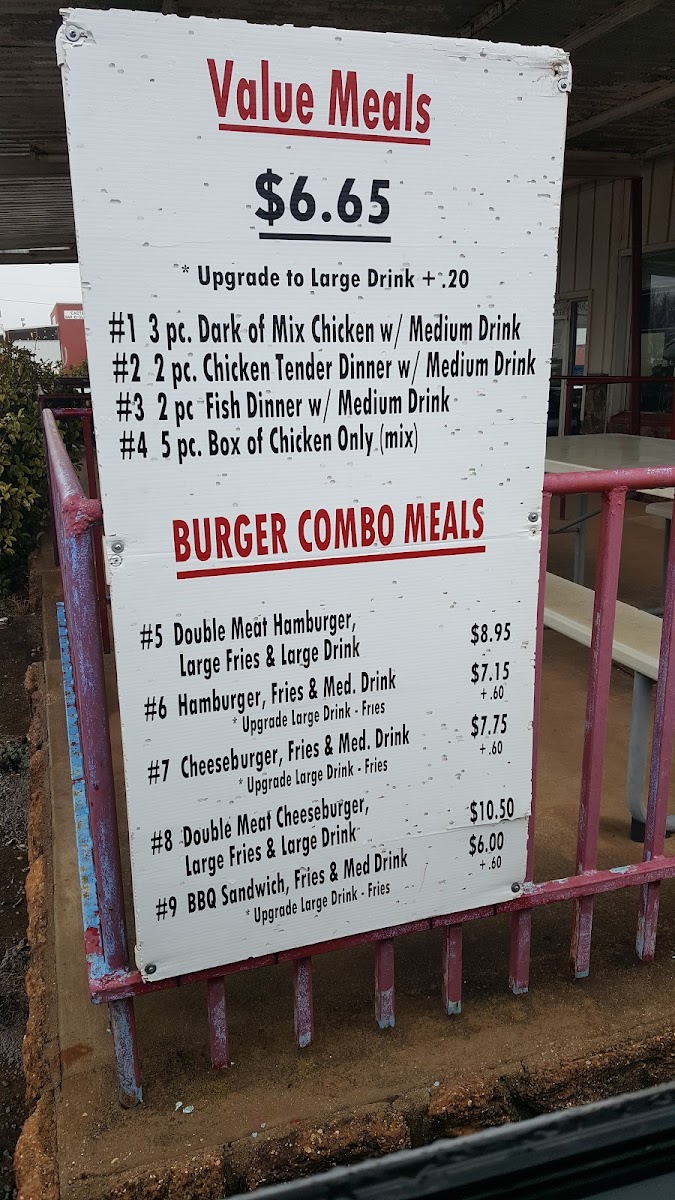 Value Meals
$6.65
* Upgrade to Large Drink + .20
#1 3 pc. Dark of Mix Chicken w/ Medium Drink
#2 2 pc. Chicken Tender Dinner w/ Medium Drink
#3 2 pc Fish Dinner w/ Medium Drink
#4 5 pc. Box of Chicken Only (mix)
BURGER COMBO MEALS
#5 Double Meat Hamburger,
Large Fries & Large Drink $8.95
#6 Hamburger, Fries & Med. Drink $7.15
* Upgrade Large Drink - Fries + .60
#7 Cheeseburger, Fries & Med. Drink $7.75
* Upgrade Large Drink - Fries + .60
#8 Double Meat Cheeseburger,
Large Fries & Large Drink $10.50
#9 BBQ Sandwich, Fries & Med Drink $6.00
* Upgrade Large Drink - Fries + .60